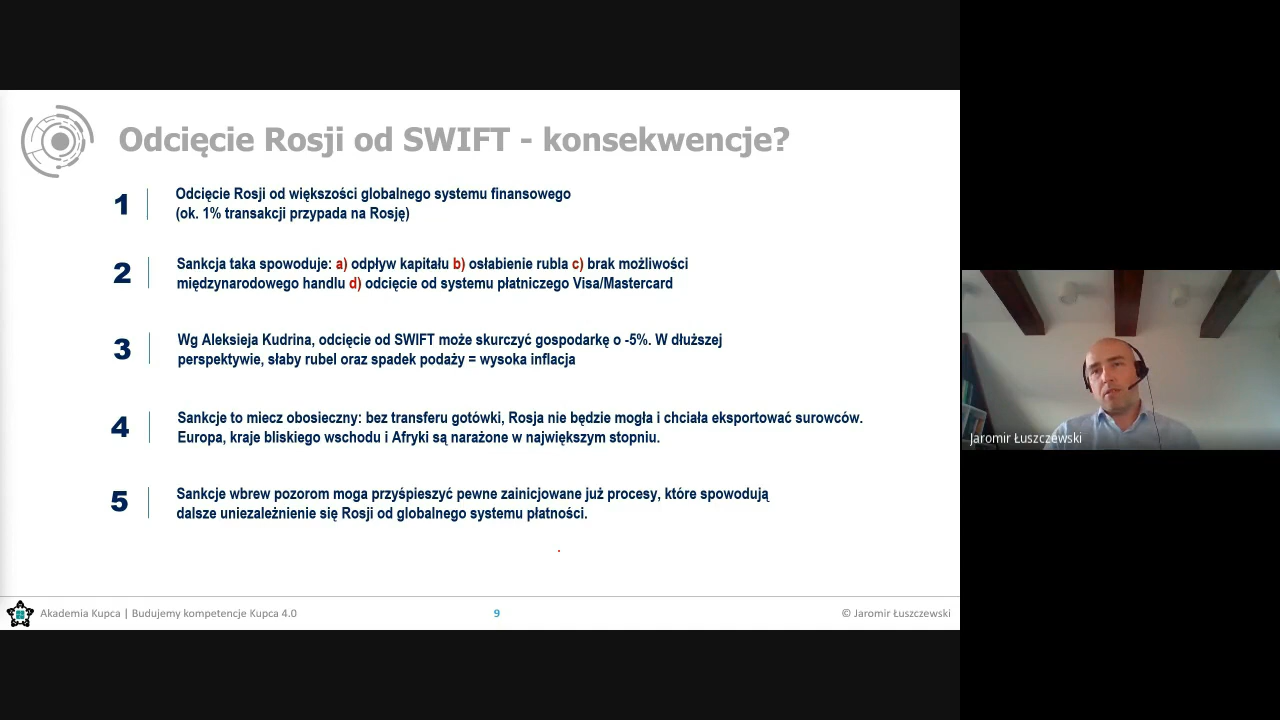 Odcięcie Rosji od SWIFT - konsekwencje?
1
Odcięcie Rosji od większości globalnego systemu finansowego
(ok. 1% transakcji przypada na Rosję)
2
Sankcja taka spowoduje: a) odpływ kapitału b) osłabienie rubla c) brak możliwości
międzynarodowego handlu d) odcięcie od systemu płatniczego Visa/Mastercard
3
Wg Aleksieja Kudrina, odcięcie od SWIFT może skurczyć gospodarkę o -5%. W dłuższej
perspektywie, słaby rubel oraz spadek podaży = wysoka inflacja
4
Sankcje to miecz obosieczny: bez transferu gotówki, Rosja nie będzie mogła i chciała eksportować surowców.
Europa, kraje bliskiego wschodu i Afryki są narażone w największym stopniu.
5
Sankcje wbrew pozorom moga przyśpieszyć pewne zainicjowane już procesy, które spowodują
dalsze uniezależnienie się Rosji od globalnego systemu płatności.
Akademia Kupca | Budujemy kompetencje Kupca 4.0
9
© Jaromir Łuszczewski
Jaromir Łuszczewski